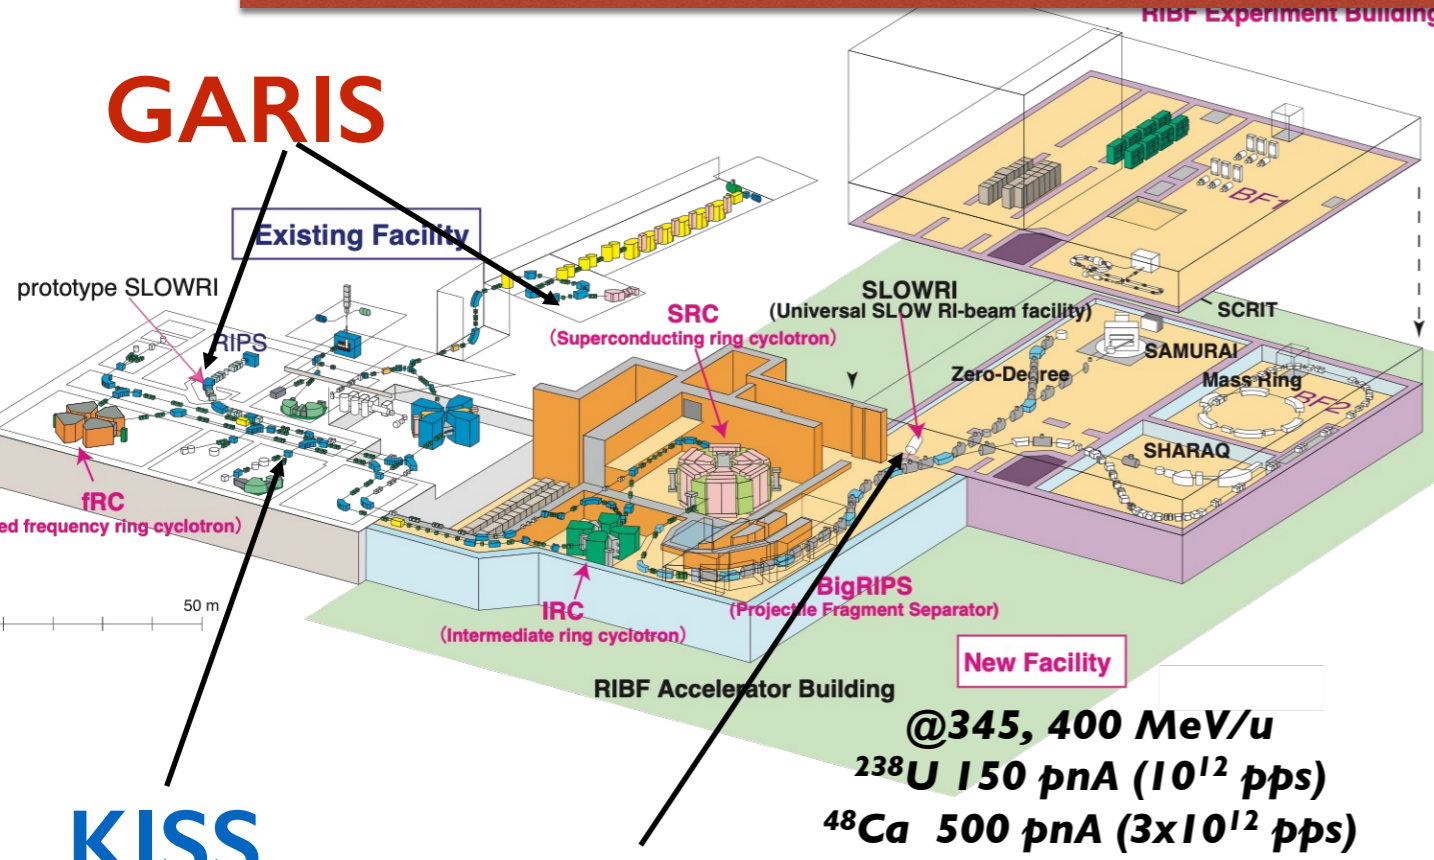 RIBF Experiment Building
GARIS
BF1
Existing Facility
prototype SLOWRI
SLOWRI
(Universal SLOW RI-beam facility)
SCRIT
SRC
(Superconducting ring cyclotron)
RIPS
SAMURAI
Zero-Degree
Mass Ring
BF2
SHARAQ
fRC
ed frequency ring cyclotron)
BigRIPS
(Projectile Fragment Separator)
50 m
IRC
(Intermediate ring cyclotron)
New Facility
RIBF Accelerator Building
@345, 400 MeV/u
²³⁸U 150 pnA (10¹² pps)
⁴⁸Ca 500 pnA (3x10¹² pps)
KISS